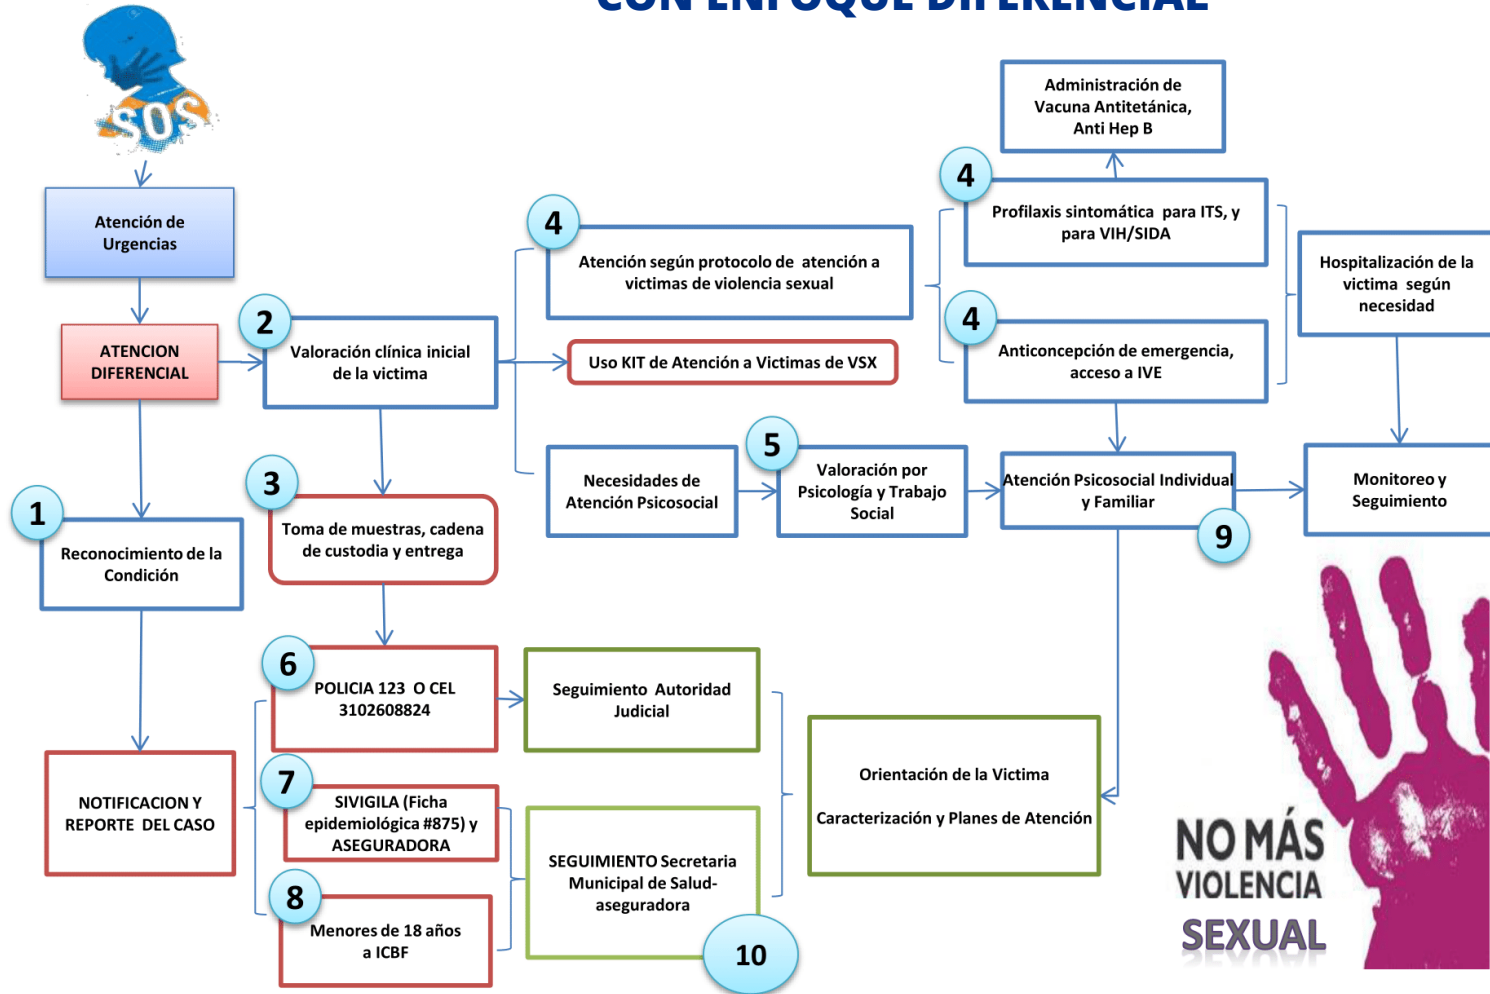 CON ENFOQUE DIFERENCIAL
SOS
Atención de
Urgencias
ATENCION
DIFERENCIAL
1
Reconocimiento de la
Condición
NOTIFICACION Y
REPORTE DEL CASO
2
Valoración clínica inicial
de la victima
3
Toma de muestras, cadena
de custodia y entrega
4
Atención según protocolo de atención a
victimas de violencia sexual
Uso KIT de Atención a Victimas de VSX
Necesidades de
Atención Psicosocial
5
Valoración por
Psicología y Trabajo
Social
Administración de
Vacuna Antitetánica,
Anti Hep B
4
Profilaxis sintomática para ITS, y
para VIH/SIDA
4
Anticoncepción de emergencia,
acceso a IVE
Atención Psicosocial Individual
y Familiar
9
Hospitalización de la
victima según
necesidad
Monitoreo y
Seguimiento
6
POLICIA 123 O CEL
3102608824
7
SIVIGILA (Ficha
epidemiológica #875) y
ASEGURADORA
8
Menores de 18 años
a ICBF
Seguimiento Autoridad
Judicial
SEGUIMIENTO Secretaria
Municipal de Salud-
aseguradora
10
Orientación de la Victima
Caracterización y Planes de Atención
NO MÁS
VIOLENCIA
SEXUAL